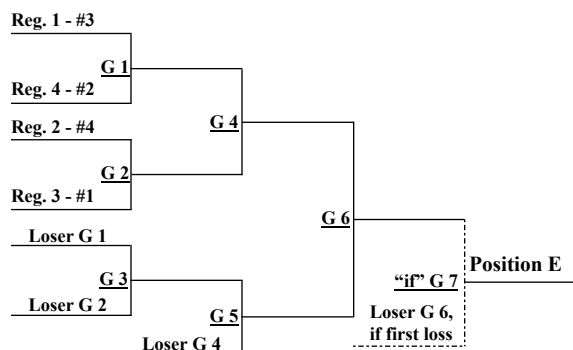 Reg. 1 - #3
G 1
Reg. 4 - #2
G 4
Reg. 2 - #4
G 2
Reg. 3 - #1
G 6
Loser G 1
G 3
Loser G 2
G 5
Loser G 4
“if” G 7
Position E
Loser G 6,
if first loss